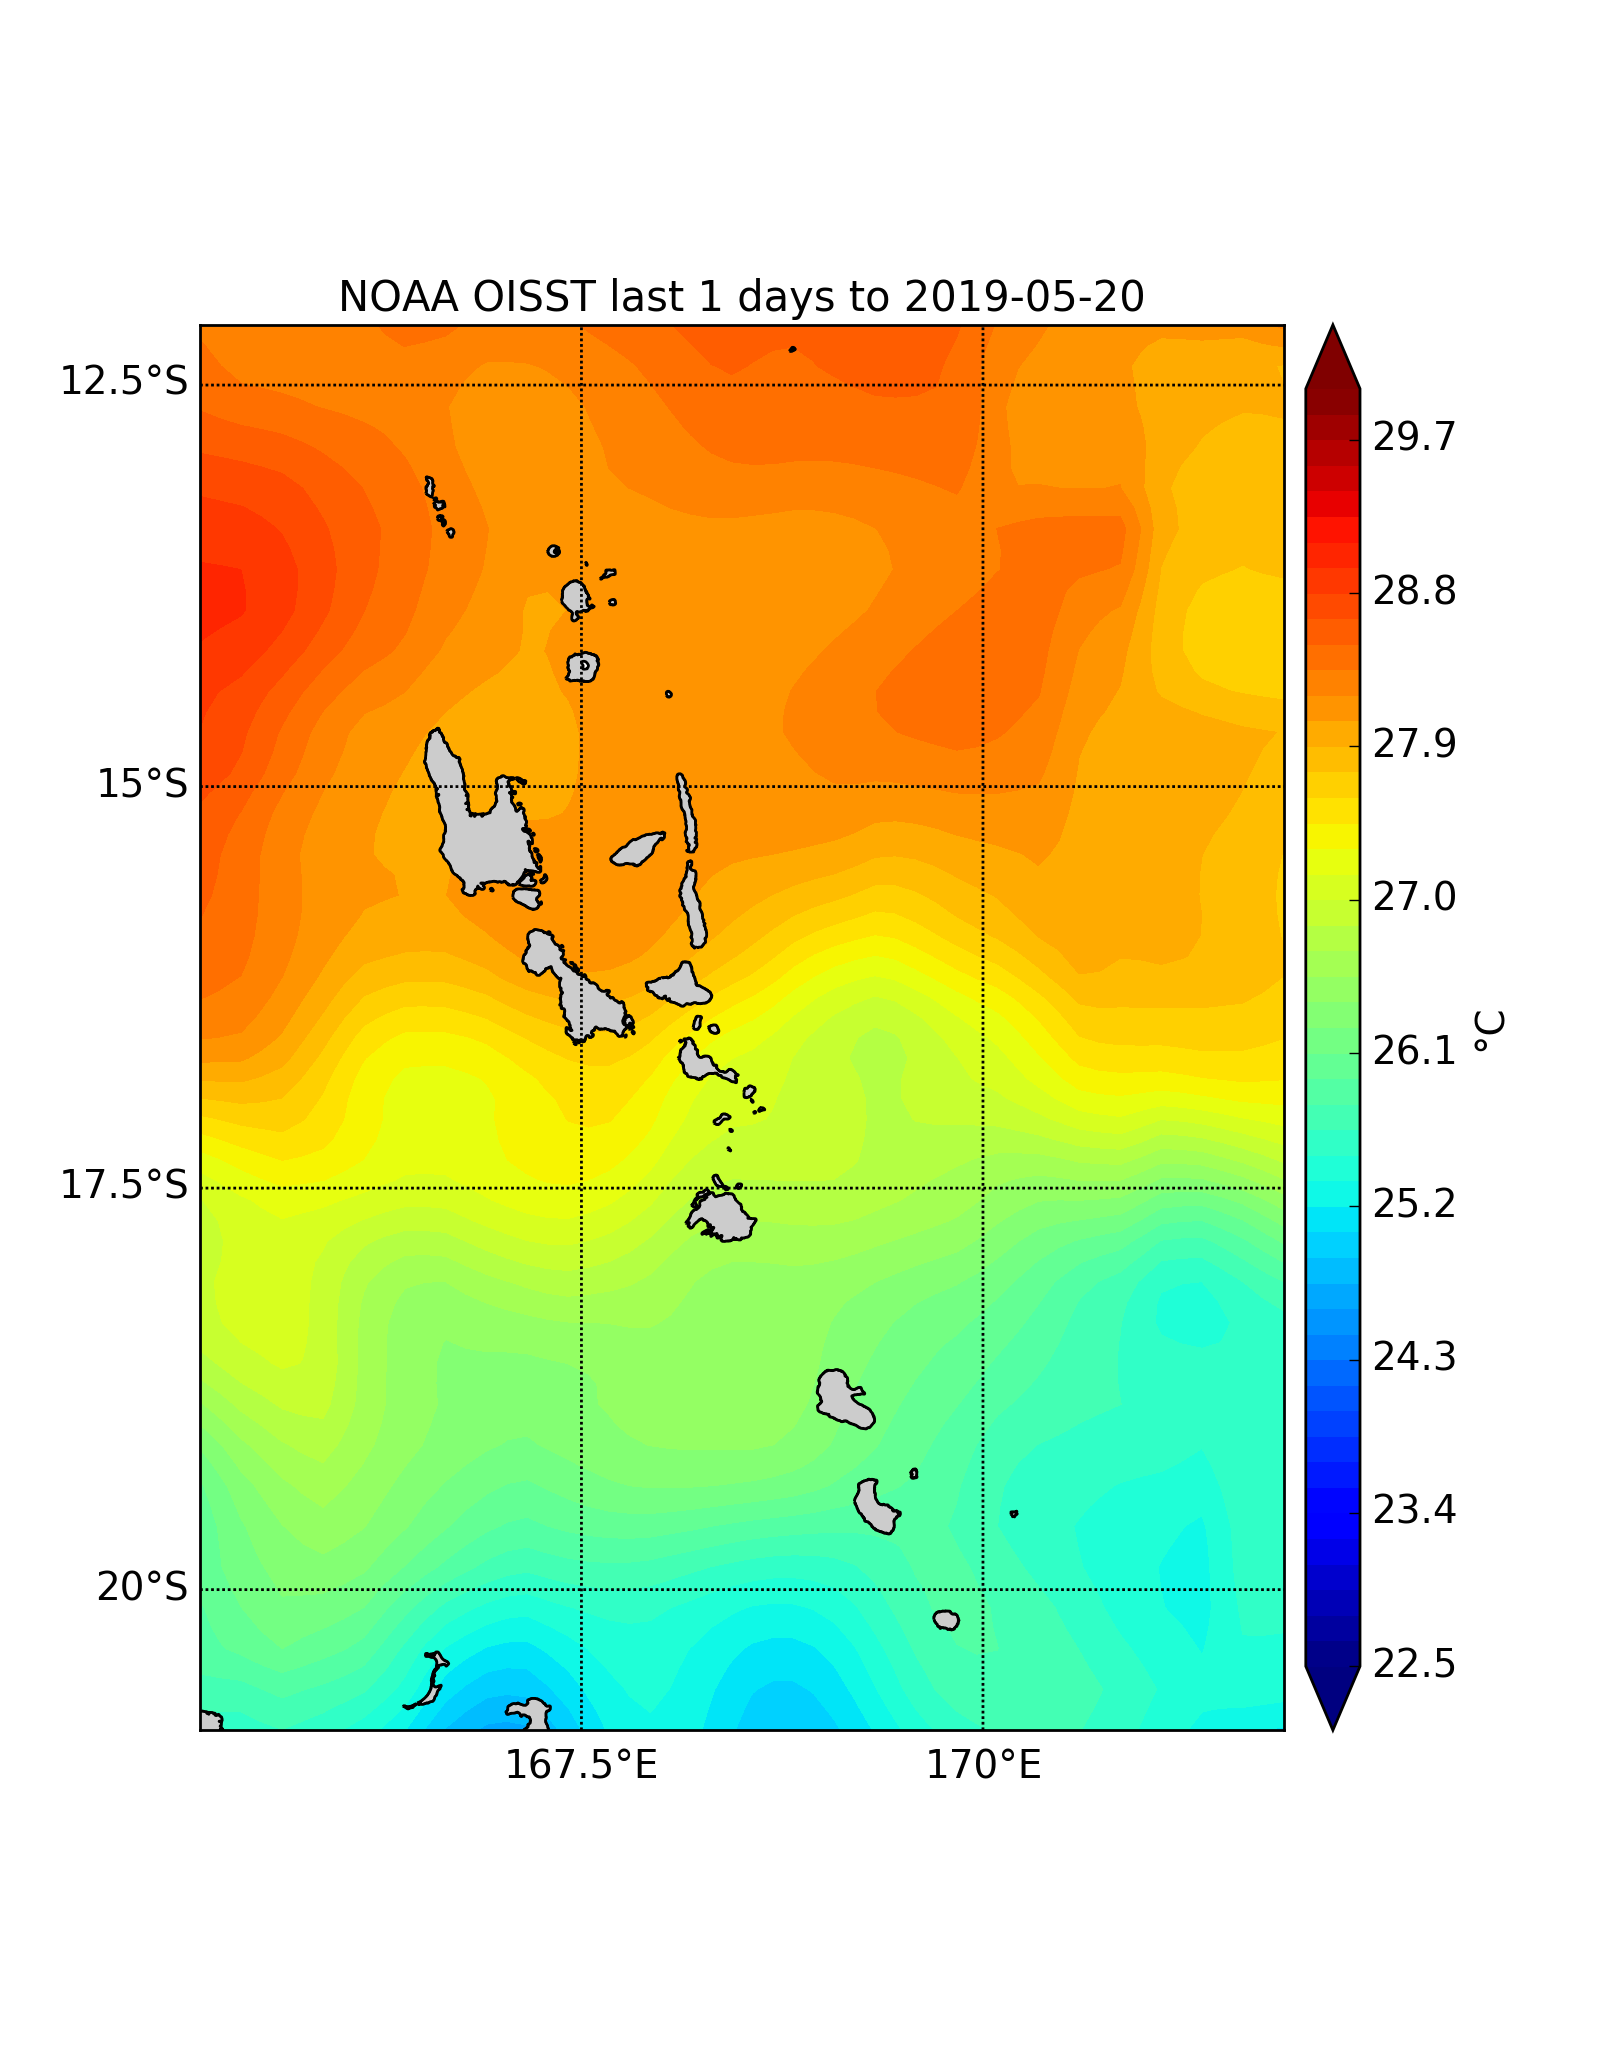 NOAA OISST last 1 days to 2019-05-20
12.5°S
15°S
17.5°S
20°S
167.5°E
170°E
29.7
28.8
27.9
27.0
26.1
25.2
24.3
23.4
22.5
°C